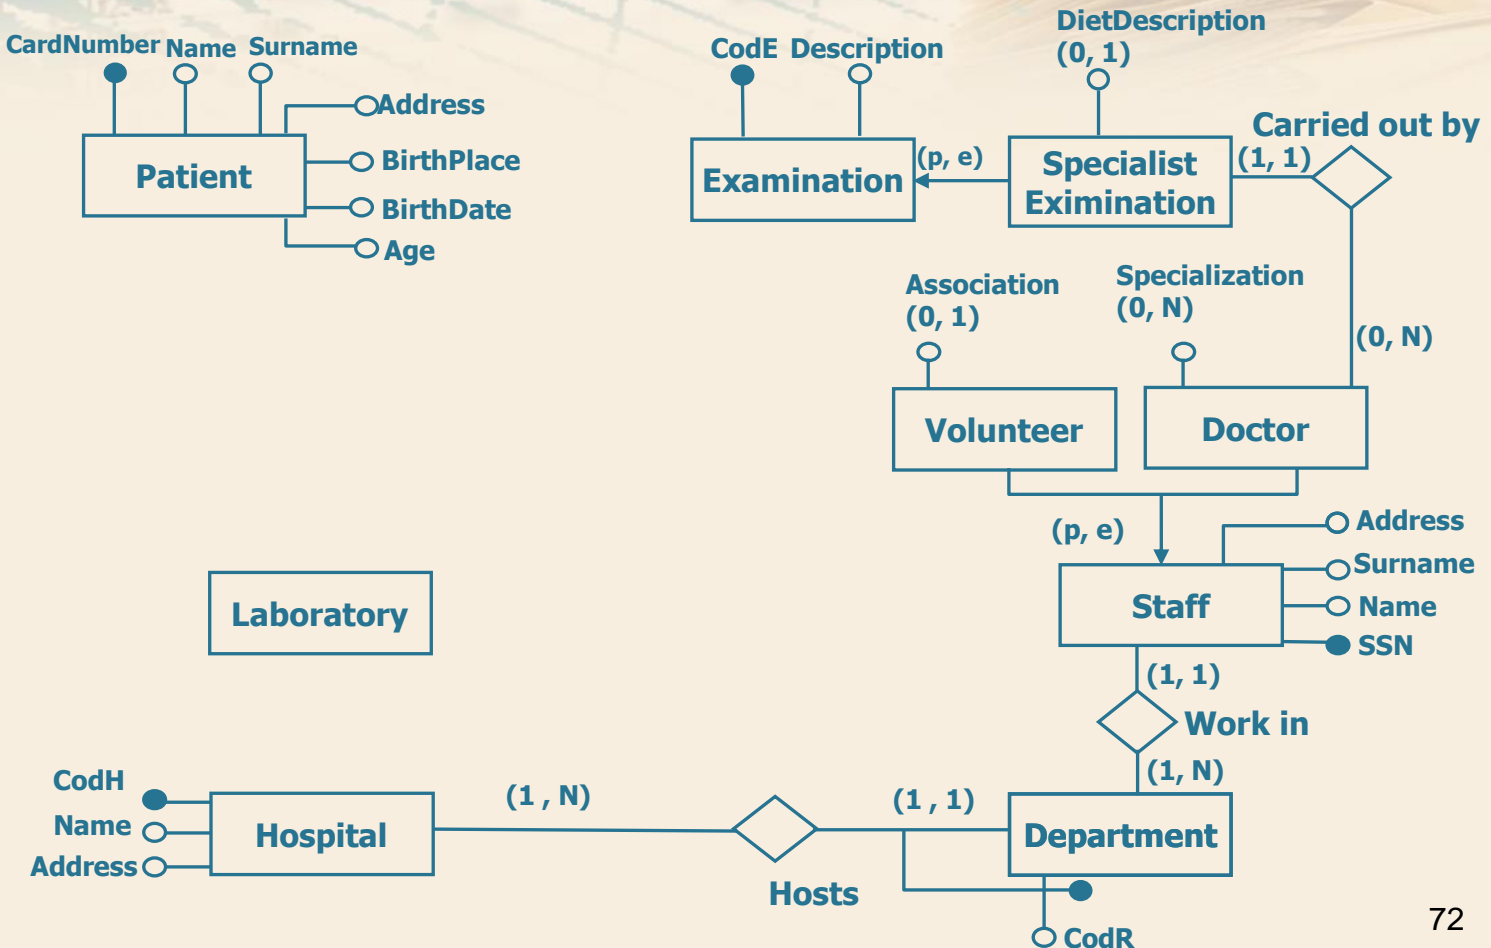 CardNumber Name Surname
Address
BirthPlace
BirthDate
Age
Patient
CodE Description
DietDescription
(0, 1)
Examination
(p, e)
Specialist
Eximination
(1, 1)
Carried out by
(0, N)
Association
(0, 1)
Specialization
(0, N)
Volunteer
Doctor
(p, e)
Address
Surname
Name
SSN
Staff
Laboratory
(1, 1)
Work in
(1, N)
CodH
Name
Address
Hospital
(1 , N)
Hosts
(1 , 1)
Department
CodR
72